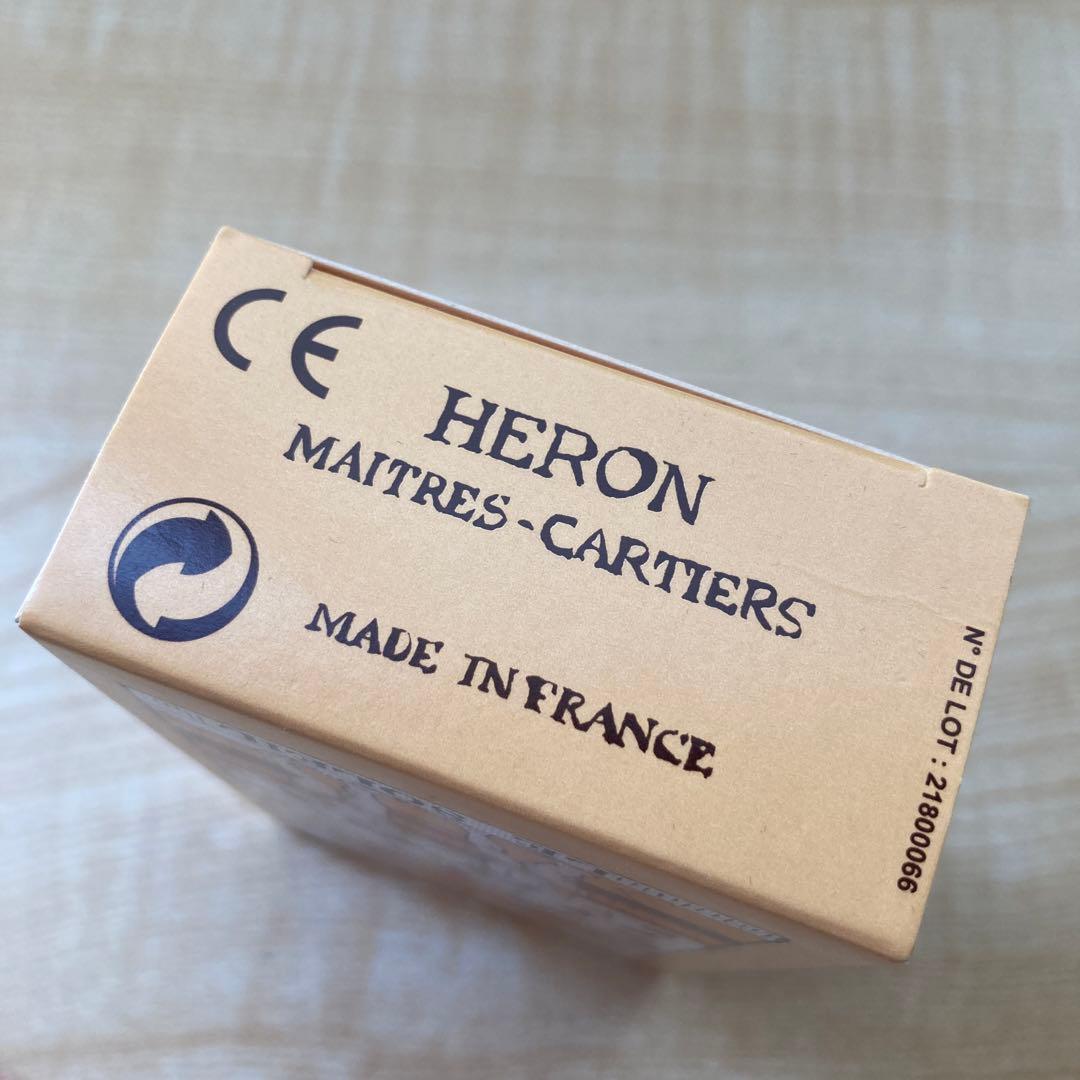 CE
HERON
MAITRES-CARTIERS
MADE IN FRANCE
N° DE LOT : 21800066